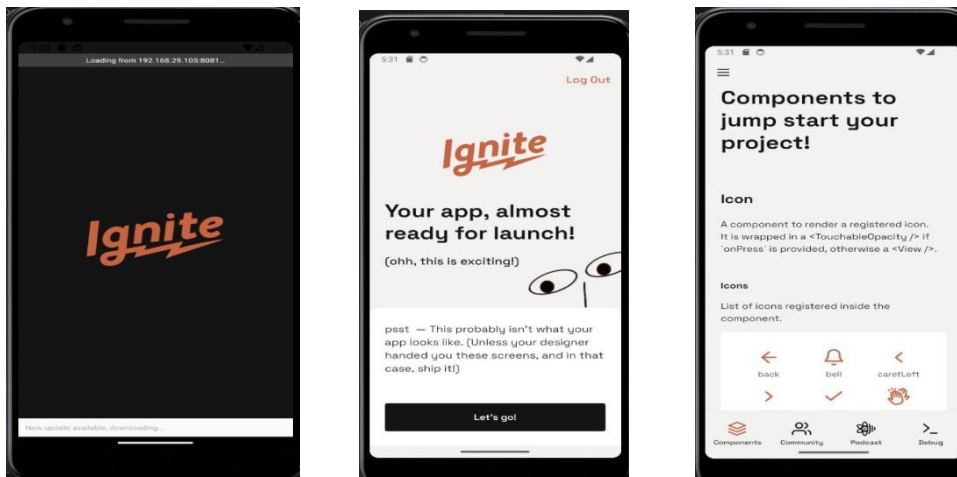 5:30
Loading from 192.168.29.105:8081...
Ignite
New update available, downloading...
5:31
Log Out
Ignite
Your app, almost
ready for launch!
(ohh, this is exciting!)
psst — This probably isn't what your
app looks like. (Unless your designer
handed you these screens, and in that
case, ship it!)
Let's go!
5:31
Components to
jump start your
project!
Icon
A component to render a registered icon.
It is wrapped in a <TouchableOpacity /> if
`onPress` is provided, otherwise a <View />.
Icons
List of icons registered inside the
component.
back bell caretLeft
Components Community Podcast Debug